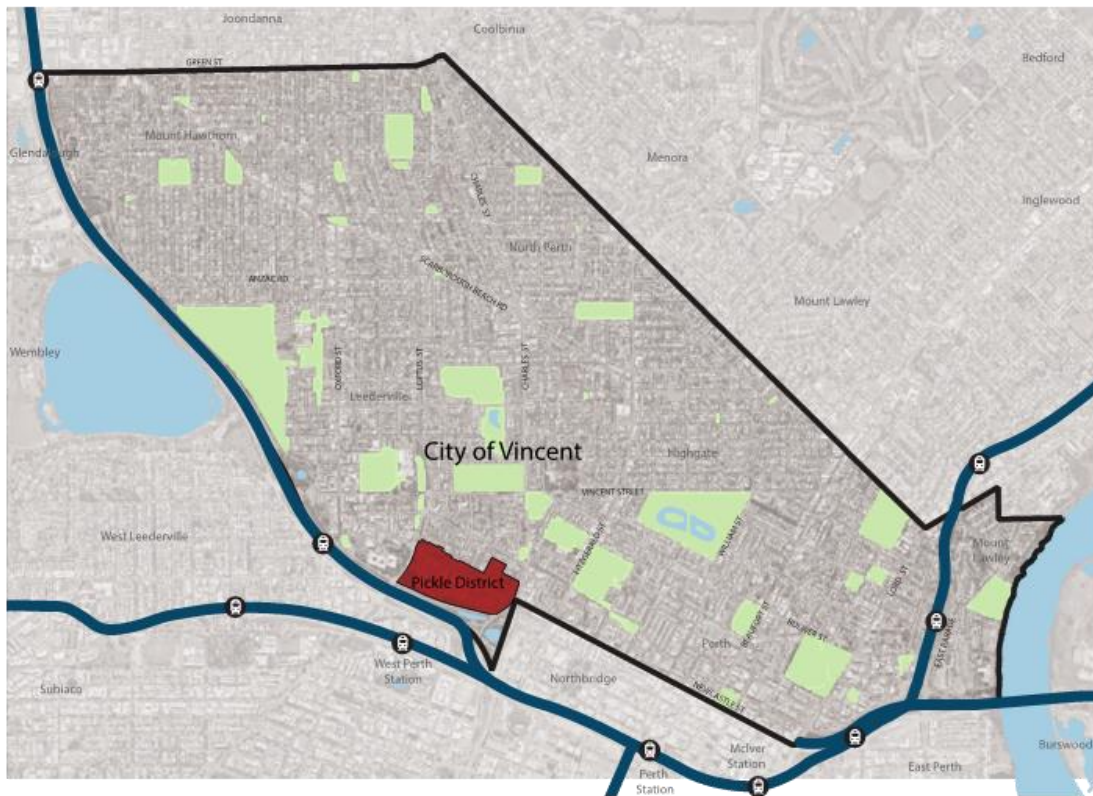 Joondanna
Coolbinia
GREEN ST
Bedford
Mount Hawthorn
Glendalough
Menora
CHARLES ST
Inglewood
North Perth
SCARBOROUGH BEACH RD
ANZAC RD
Mount Lawley
Wembley
OXFORD ST
LOFTUS ST
CHARLES ST
Leederville
City of Vincent
Highgate
VINCENT STREET
West Leederville
FITZGERALD ST
WILLIAM ST
Mount
Lawley
Pickle District
LORD ST
BEAUFORT ST
BULWER ST
EAST PARADE
Perth
West Perth
Station
Subiaco
Northbridge
NEWCASTLE ST
McIver
Station
Perth
Station
East Perth
Burswood